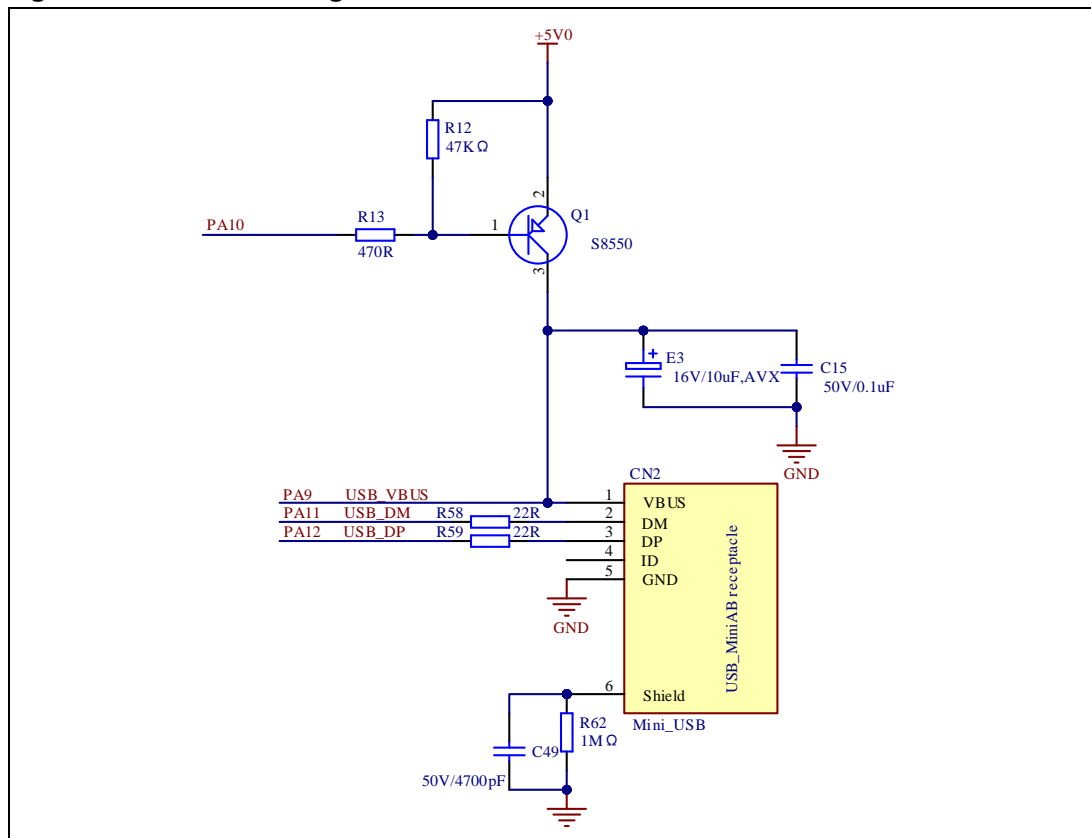 +5V0
R12
47KΩ
2
Q1
PA10
R13
1
470R
S8550
3
E3
16V/10uF,AVX
C15
50V/0.1uF
GND
CN2
PA9 USB_VBUS
1 VBUS
PA11 USB_DM R58 22R
2 DM
PA12 USB_DP R59 22R
3 DP
4 ID
5 GND
GND
USB_MiniAB receptacle
6 Shield
Mini_USB
R62
1MΩ
C49
50V/4700pF